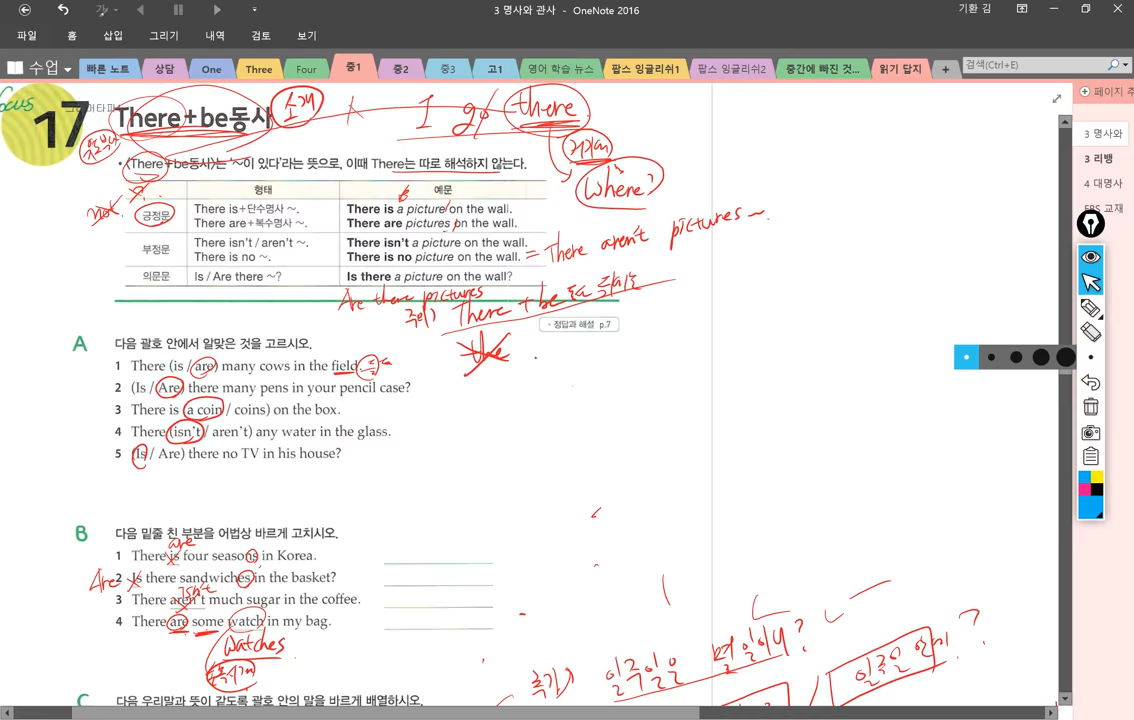 3 명사와 관사 - OneNote 2016
기환 김
파일 홈 삽입 그리기 내역 검토 보기
수업 빠른 노트 상담 One Three Four 중1 중2 중3 고1 영어 학습 뉴스 팝스 잉글리쉬1 팝스 잉글리쉬2 중간에 빠진 것... 읽기 답지 +
검색(Ctrl+E)
페이지 추
3 명사와
3 리뱅
4 대명사
EBS 교재
ocus
17 There+be동사 소개 I go there
거기에
where?
• 〈There+be동사〉는 '~이 있다'라는 뜻으로, 이때 There는 따로 해석하지 않는다.
형태 예문
not
긍정문 There is+단수명사 ~. There is a picture on the wall.
There are+복수명사 ~. There are pictures on the wall.
부정문 There isn't / aren't ~. There isn't a picture on the wall.
There is no ~. There is no picture on the wall. = There aren't pictures ~.
의문문 Is / Are there ~? Is there a picture on the wall?
Are there pictures
주어가 There + be 동사 뒤에
the
• 정답과 해설 p.7
A 다음 괄호 안에서 알맞은 것을 고르시오.
1 There (is / are) many cows in the field.
2 (Is / Are) there many pens in your pencil case?
3 There is (a coin / coins) on the box.
4 There (isn't / aren't) any water in the glass.
5 (Is / Are) there no TV in his house?
B 다음 밑줄 친 부분을 어법상 바르게 고치시오.
are
1 There is four seasons in Korea.
Are
2 Is there sandwiches in the basket?
isn't
3 There aren't much sugar in the coffee.
4 There are some watch in my bag.
watches
일주일은 며칠이니?
C 다음 우리말과 뜻이 같도록 괄호 안의 말을 바르게 배열하시오.